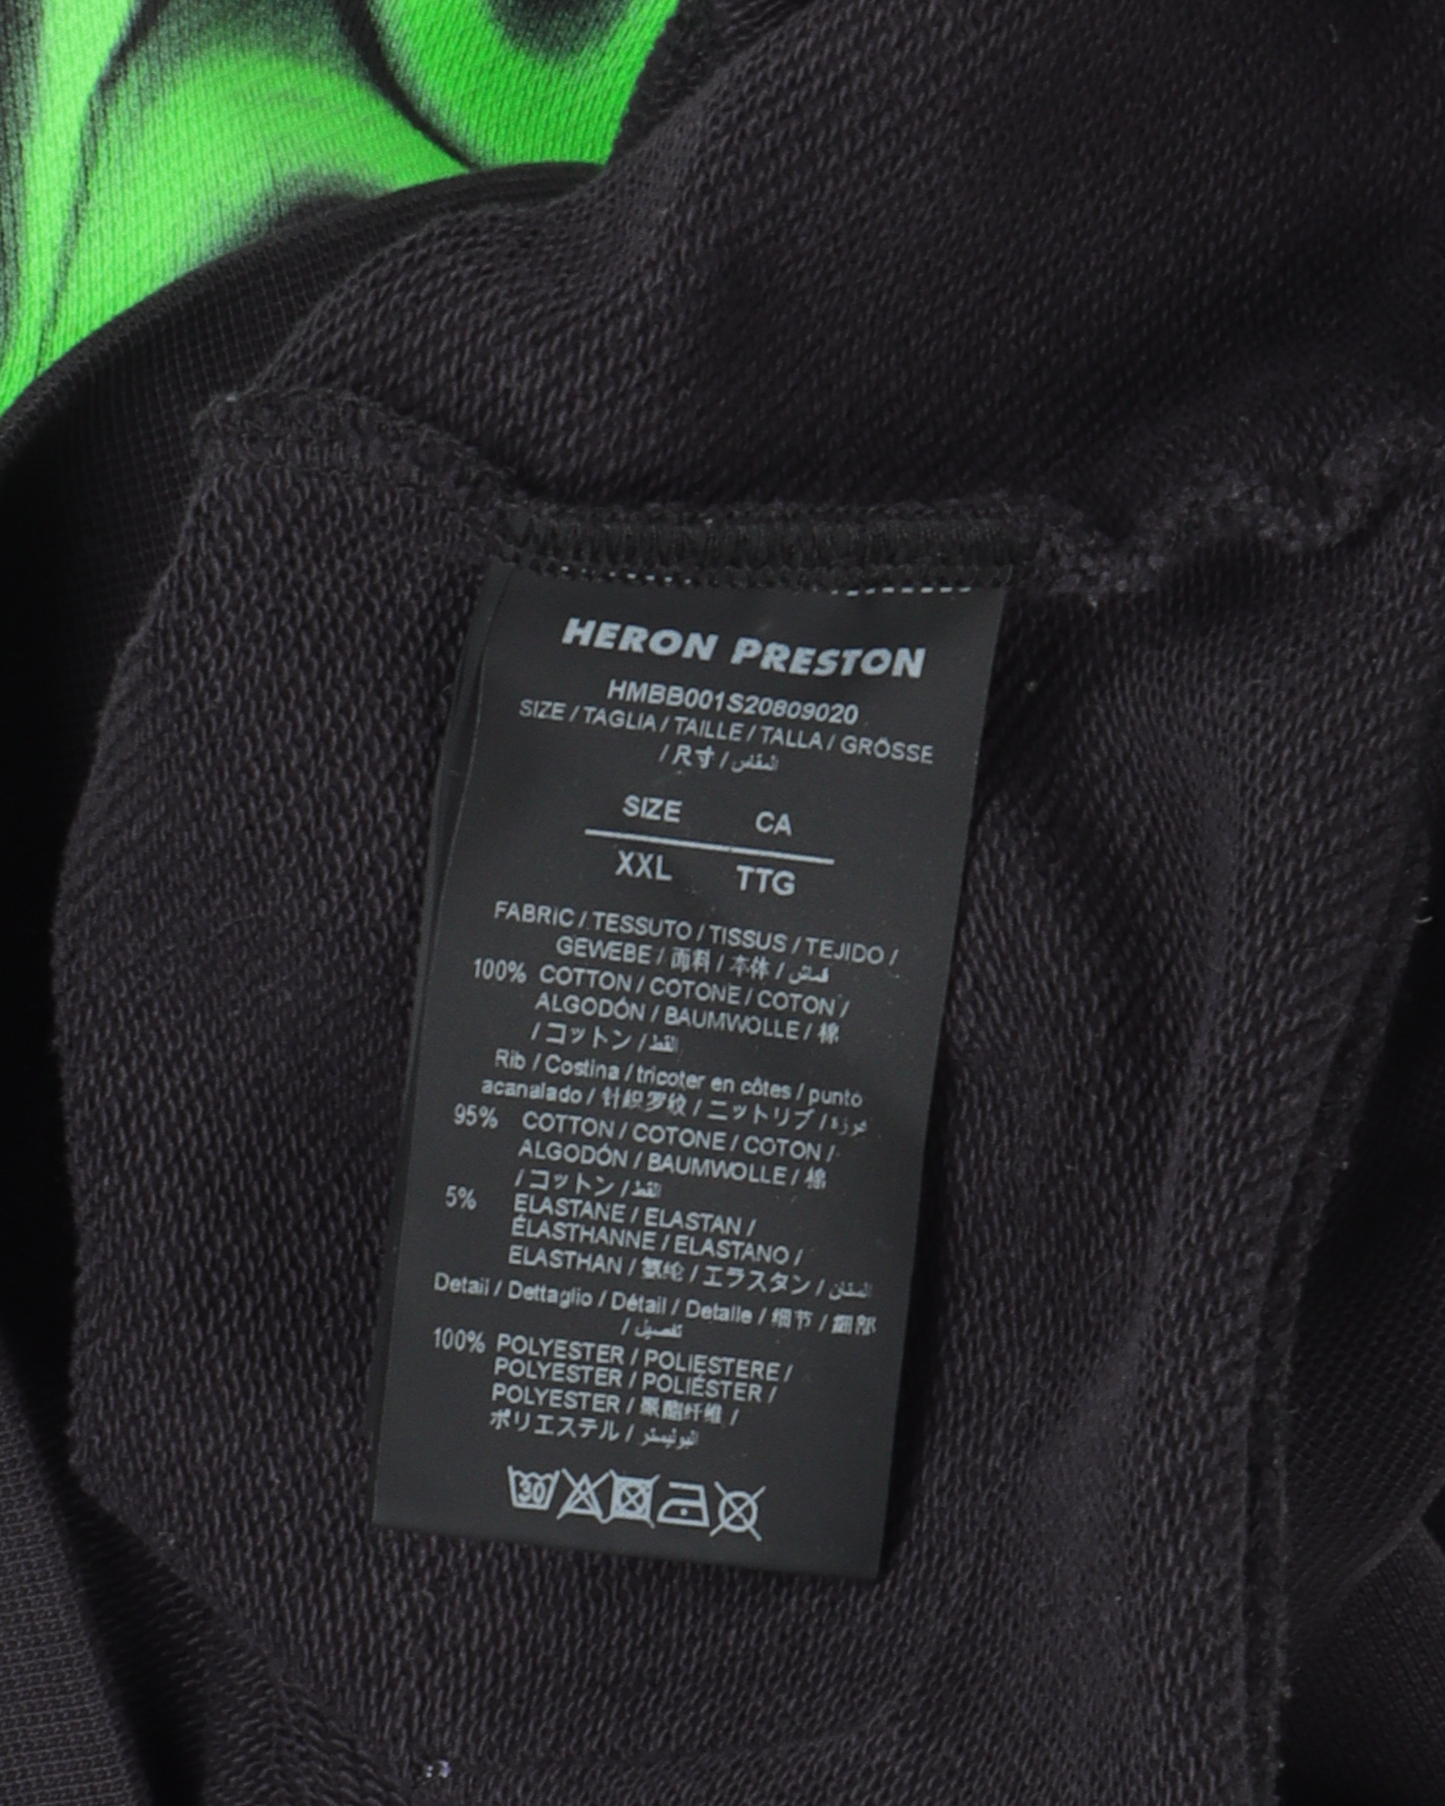 HERON PRESTON
HMBB001S20809020
SIZE / TAGLIA / TAILLE / TALLA / GRÖSSE
/ 尺寸 / المقاس
SIZE CA
XXL TTG
FABRIC / TESSUTO / TISSUS / TEJIDO /
GEWEBE / 面料 / 本体 / قماش
100% COTTON / COTONE / COTON /
ALGODÓN / BAUMWOLLE / 棉
/ コットン / القط
Rib / Costina / tricoter en côtes / punto
acanalado / 针织罗纹 / ニットリブ /
95% COTTON / COTONE / COTON /
ALGODÓN / BAUMWOLLE / 棉
/ コットン / القط
5% ELASTANE / ELASTAN /
ÉLASTHANNE / ELASTANO /
ELASTHAN / 氨纶 / エラスタン /
Detail / Dettaglio / Détail / Detalle / 细节 / 細部
/ تفصيل
100% POLYESTER / POLIESTERE /
POLYESTER / POLIÉSTER /
POLYESTER / 聚酯纤维 /
ポリエステル / البوليستر
30